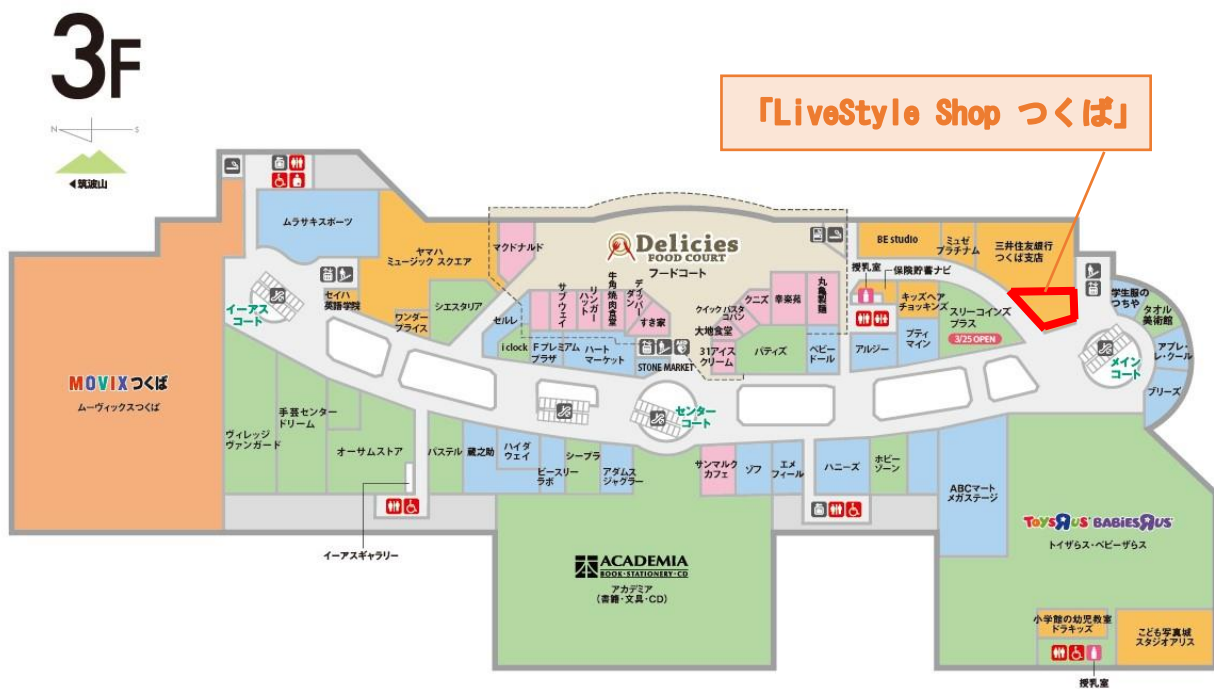 3F
「LiveStyle Shop つくば」
N
S
筑波山
ムラサキスポーツ
ヤマハ
ミュージック スクエア
マクドナルド
Delicies
FOOD COURT
フードコート
BE studio
ミュゼ
プラチナム
三井住友銀行
つくば支店
授乳室
保険貯蓄ナビ
キッズヘア
チョッキンズ
スリーコインズ
プラス
3/25 OPEN
学生服の
つちや
タオル
美術館
アプレ・
レ・クール
ブリーズ
メイン
コート
イーアス
コート
セイハ
英語学院
ワンダー
プライス
シエスタリア
セルレ
i clock
サブウェイ
リンガー
ハット
牛角焼肉食堂
ディッパー
ダン
すき家
Fプレミアム
プラザ
ハート
マーケット
STONE MARKET
クイックパスタ
コパン
クニズ
幸楽苑
丸亀製麺
大地食堂
31アイス
クリーム
パティズ
ベビー
ドール
アルジー
プティ
マイン
MOVIXつくば
ムーヴィックスつくば
ヴィレッジ
ヴァンガード
手芸センター
ドリーム
オーサムストア
パステル
蔵之助
ハイダ
ウェイ
ビースリー
ラボ
シープラ
アダムス
ジャグラー
センター
コート
サンマルク
カフェ
ゾフ
エメ
フィール
ハニーズ
ホビー
ゾーン
ABCマート
メガステージ
ToysRus BabiesRus
トイザらス・ベビーザらス
イーアスギャラリー
ACADEMIA
BOOK・STATIONERY・CD
アカデミア
(書籍・文具・CD)
小学館の幼児教室
ドラキッズ
こども写真城
スタジオアリス
授乳室